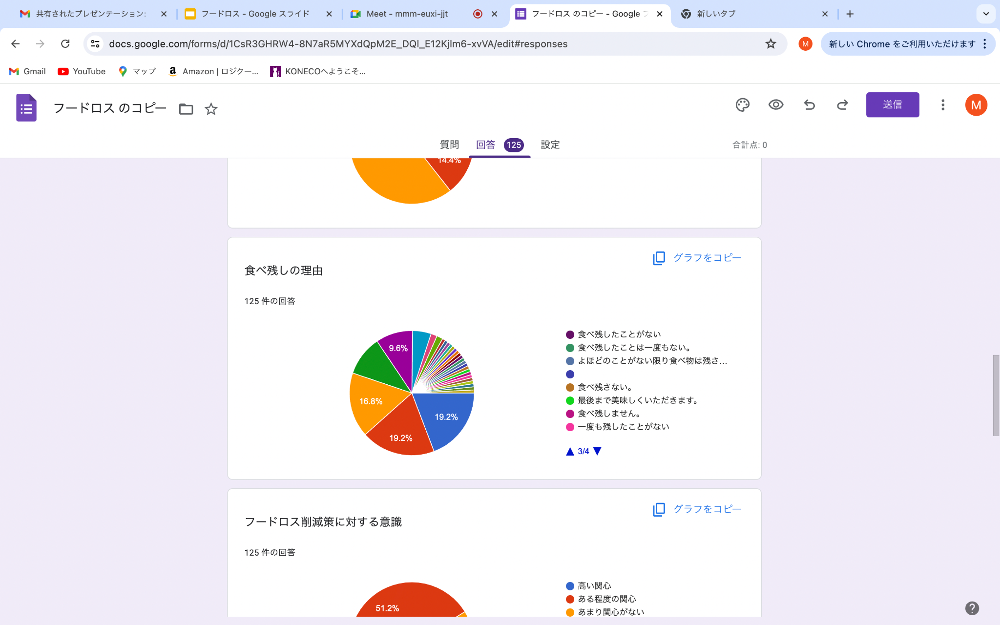 共有されたプレゼンテーション:
フードロス - Google スライド
Meet - mmm-euxi-jjt
フードロス のコピー - Google フ
新しいタブ
docs.google.com/forms/d/1CsR3GHRW4-8N7aR5MYXdQpM2E_DQI_E12KjIm6-xvVA/edit#responses
M
新しい Chrome をご利用いただけます
Gmail
YouTube
マップ
Amazon | ロジクー...
KONECOへようこそ...
フードロス のコピー
送信
M
質問
回答 125
設定
合計点: 0
14.4%
グラフをコピー
食べ残しの理由
125 件の回答
9.6%
16.8%
19.2%
19.2%
食べ残したことがない
食べ残したことは一度もない。
よほどのことがない限り食べ物は残さ…
食べ残さない。
最後まで美味しくいただきます。
食べ残しません。
一度も残したことがない
▲ 3/4 ▼
グラフをコピー
フードロス削減策に対する意識
125 件の回答
51.2%
高い関心
ある程度の関心
あまり関心がない